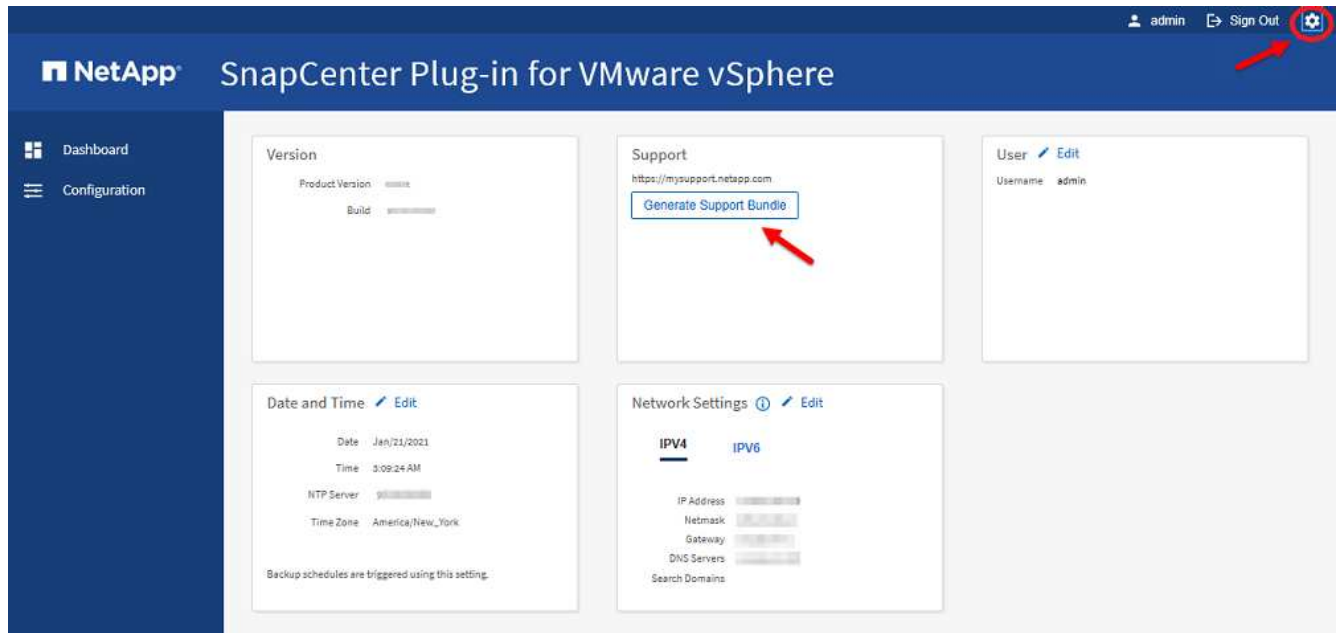 admin Sign Out
NetApp SnapCenter Plug-in for VMware vSphere
Dashboard
Configuration
Version
Product Version
Build
Support
https://mysupport.netapp.com
Generate Support Bundle
User Edit
Username admin
Date and Time Edit
Date Jan/21/2021
Time 3:09:24 AM
NTP Server
Time Zone America/New_York
Backup schedules are triggered using this setting.
Network Settings Edit
IPV4 IPV6
IP Address
Netmask
Gateway
DNS Servers
Search Domains